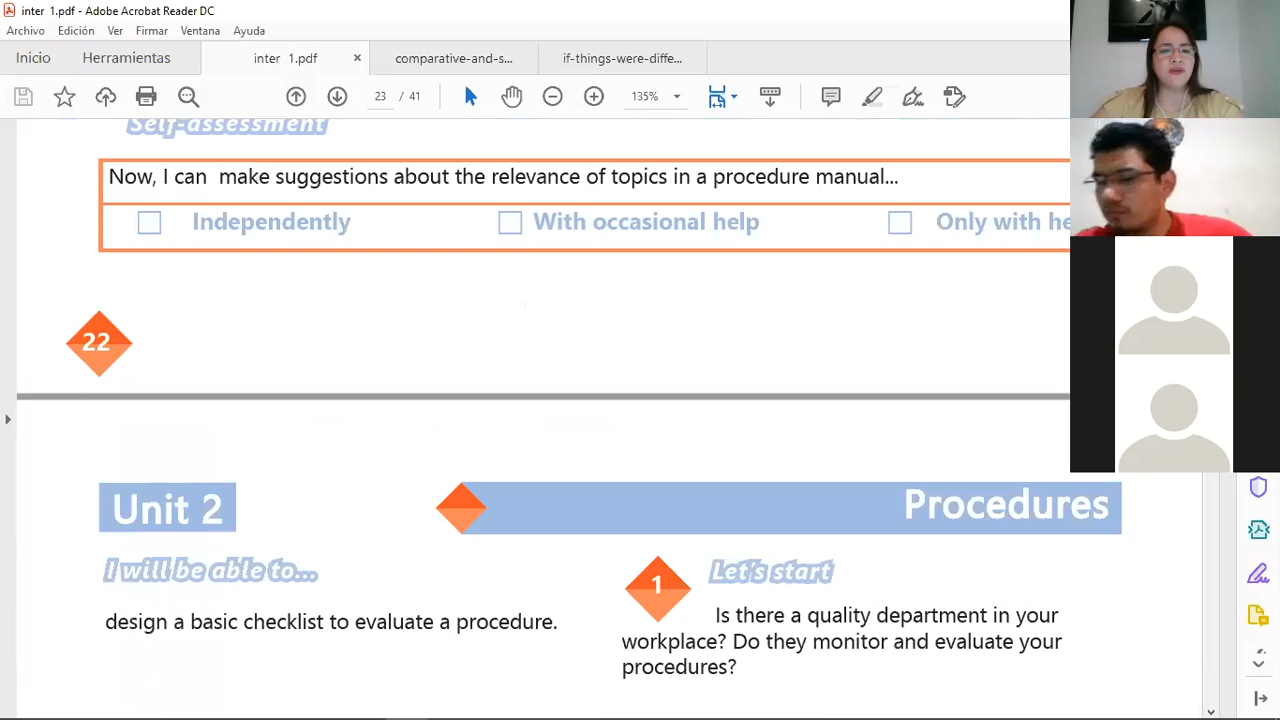 inter 1.pdf - Adobe Acrobat Reader DC
Archivo Edición Ver Firmar Ventana Ayuda
Inicio Herramientas inter 1.pdf × comparative-and-s... if-things-were-diffe...
23 / 41 135%
Self-assessment
Now, I can make suggestions about the relevance of topics in a procedure manual...
Independently With occasional help Only with he
22
Unit 2 Procedures
I will be able to...
design a basic checklist to evaluate a procedure.
1 Let's start
Is there a quality department in your
workplace? Do they monitor and evaluate your
procedures?